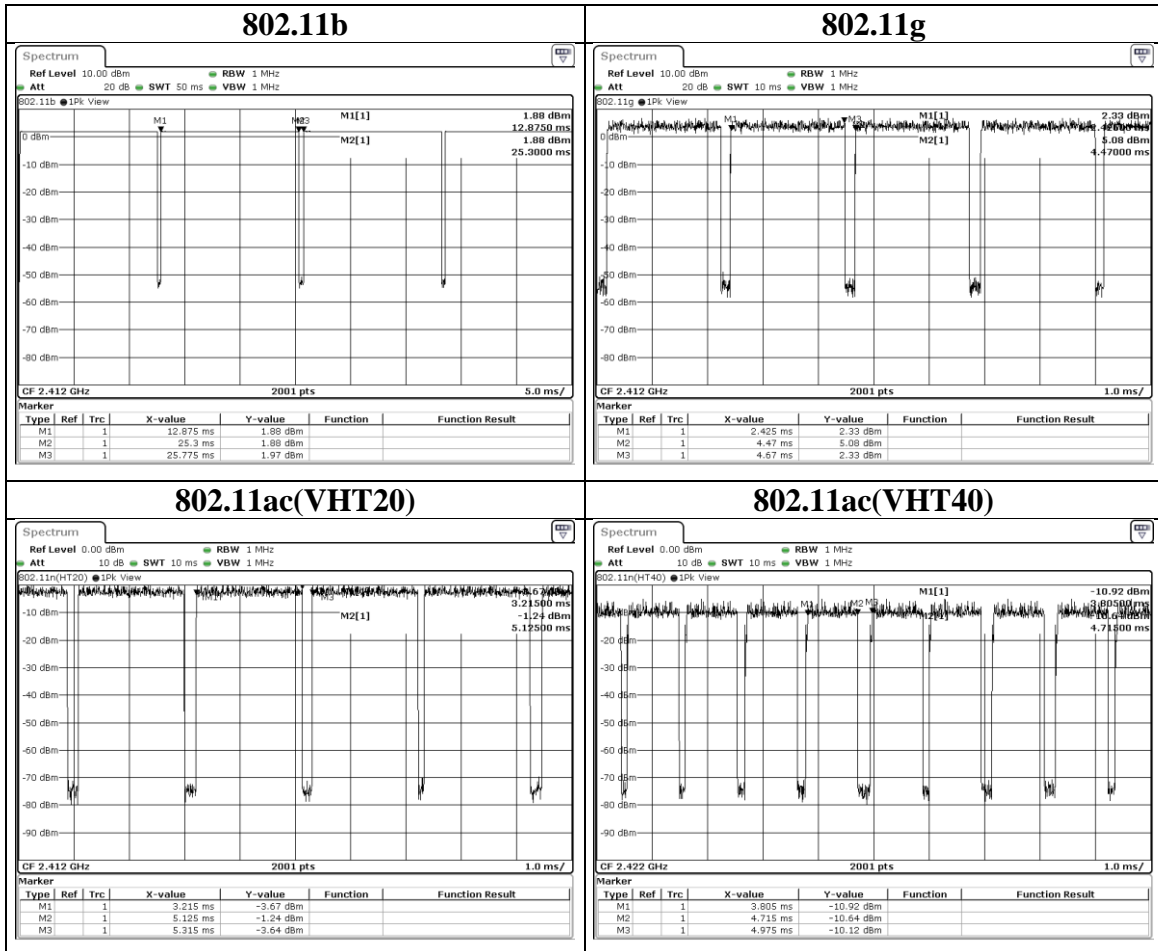 802.11b
802.11g
Spectrum
Ref Level 10.00 dBm RBW 1 MHz
Att 20 dB SWT 50 ms VBW 1 MHz
802.11b 1Pk View
M1[1] 1.88 dBm
12.8750 ms
M2[1] 1.88 dBm
25.3000 ms
M1
0 dBm
-10 dBm
-20 dBm
-30 dBm
-40 dBm
-50 dBm
-60 dBm
-70 dBm
-80 dBm
CF 2.412 GHz 2001 pts 5.0 ms/
Marker
Type Ref Trc X-value Y-value Function Function Result
M1 1 12.875 ms 1.88 dBm
M2 1 25.3 ms 1.88 dBm
M3 1 25.775 ms 1.97 dBm
Spectrum
Ref Level 10.00 dBm RBW 1 MHz
Att 20 dB SWT 10 ms VBW 1 MHz
802.11g 1Pk View
M1[1] 2.33 dBm
M2[1] 5.08 dBm
4.47000 ms
M1
M3
0 dBm
-10 dBm
-20 dBm
-30 dBm
-40 dBm
-50 dBm
-60 dBm
-70 dBm
-80 dBm
CF 2.412 GHz 2001 pts 1.0 ms/
Marker
Type Ref Trc X-value Y-value Function Function Result
M1 1 2.425 ms 2.33 dBm
M2 1 4.47 ms 5.08 dBm
M3 1 4.67 ms 2.33 dBm
802.11ac(VHT20)
802.11ac(VHT40)
Spectrum
Ref Level 0.00 dBm RBW 1 MHz
Att 10 dB SWT 10 ms VBW 1 MHz
802.11n(HT20) 1Pk View
3.21500 ms
M2[1] -1.24 dBm
5.12500 ms
M3
-10 dBm
-20 dBm
-30 dBm
-40 dBm
-50 dBm
-60 dBm
-70 dBm
-80 dBm
-90 dBm
CF 2.412 GHz 2001 pts 1.0 ms/
Marker
Type Ref Trc X-value Y-value Function Function Result
M1 1 3.215 ms -3.67 dBm
M2 1 5.125 ms -1.24 dBm
M3 1 5.315 ms -3.64 dBm
Spectrum
Ref Level 0.00 dBm RBW 1 MHz
Att 10 dB SWT 10 ms VBW 1 MHz
802.11n(HT40) 1Pk View
M1[1] -10.92 dBm
3.80500 ms
M2[1] -10.64 dBm
4.71500 ms
M1 M2 M3
-10 dBm
-20 dBm
-30 dBm
-40 dBm
-50 dBm
-60 dBm
-70 dBm
-80 dBm
-90 dBm
CF 2.422 GHz 2001 pts 1.0 ms/
Marker
Type Ref Trc X-value Y-value Function Function Result
M1 1 3.805 ms -10.92 dBm
M2 1 4.715 ms -10.64 dBm
M3 1 4.975 ms -10.12 dBm